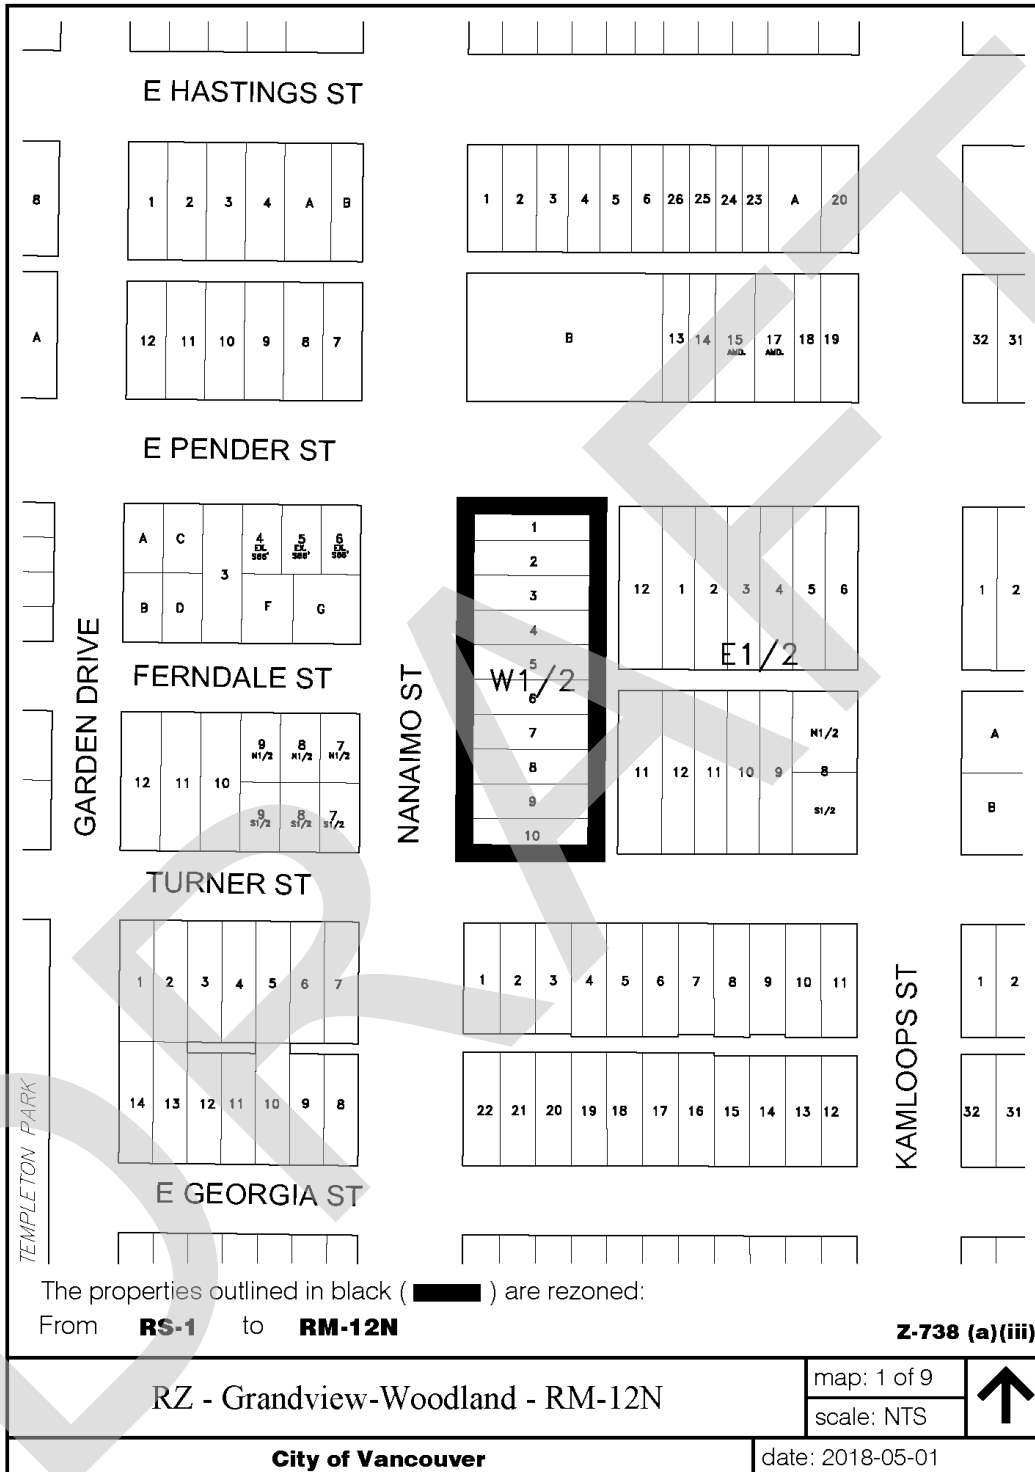 E HASTINGS ST
8 1 2 3 4 A B 1 2 3 4 5 6 26 25 24 23 A 20
A 12 11 10 9 8 7 B 13 14 15 AMD. 17 AMD. 18 19 32 31
E PENDER ST
A C 3 4 EX. S66' 5 EX. S66' 6 EX. S66'
B D F G
1
2
3
4
5
W1/2
6
7
8
9
10
12 1 2 3 4 5 6 1 2
E1/2
GARDEN DRIVE
FERNDALE ST
NANAIMO ST
12 11 10 9 N1/2 8 N1/2 7 N1/2
9 S1/2 8 S1/2 7 S1/2
11 12 11 10 9 N1/2 8 S1/2
A
B
TURNER ST
1 2 3 4 5 6 7 1 2 3 4 5 6 7 8 9 10 11 1 2
KAMLOOPS ST
TEMPLETON PARK
14 13 12 11 10 9 8 22 21 20 19 18 17 16 15 14 13 12 32 31
E GEORGIA ST
DRAFT
The properties outlined in black ( ) are rezoned:
From RS-1 to RM-12N
Z-738 (a)(iii)
RZ - Grandview-Woodland - RM-12N
map: 1 of 9
scale: NTS
City of Vancouver
date: 2018-05-01